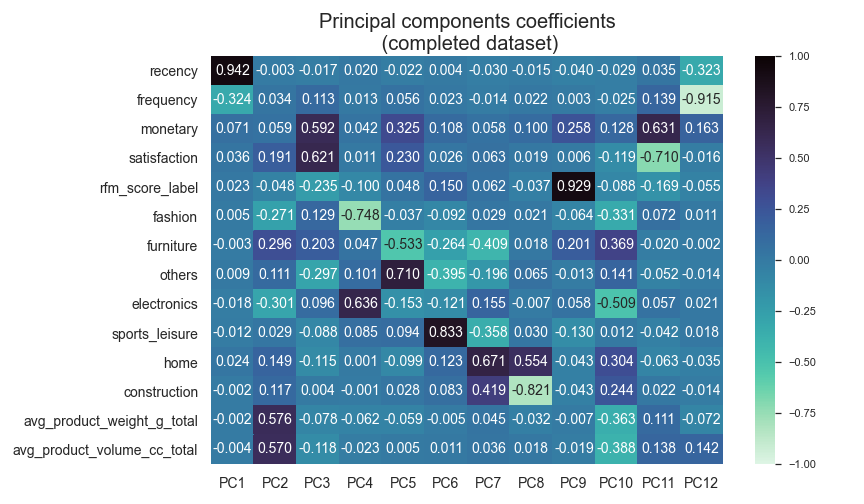 Principal components coefficients
(completed dataset)
recency 0.942 -0.003 -0.017 0.020 -0.022 0.004 -0.030 -0.015 -0.040 -0.029 0.035 -0.323
frequency -0.324 0.034 0.113 0.013 0.056 0.023 -0.014 0.022 0.003 -0.025 0.139 -0.915
monetary 0.071 0.059 0.592 0.042 0.325 0.108 0.058 0.100 0.258 0.128 0.631 0.163
satisfaction 0.036 0.191 0.621 0.011 0.230 0.026 0.063 0.019 0.006 -0.119 -0.710 -0.016
rfm_score_label 0.023 -0.048 -0.235 -0.100 0.048 0.150 0.062 -0.037 0.929 -0.088 -0.169 -0.055
fashion 0.005 -0.271 0.129 -0.748 -0.037 -0.092 0.029 0.021 -0.064 -0.331 0.072 0.011
furniture -0.003 0.296 0.203 0.047 -0.533 -0.264 -0.409 0.018 0.201 0.369 -0.020 -0.002
others 0.009 0.111 -0.297 0.101 0.710 -0.395 -0.196 0.065 -0.013 0.141 -0.052 -0.014
electronics -0.018 -0.301 0.096 0.636 -0.153 -0.121 0.155 -0.007 0.058 -0.509 0.057 0.021
sports_leisure -0.012 0.029 -0.088 0.085 0.094 0.833 -0.358 0.030 -0.130 0.012 -0.042 0.018
home 0.024 0.149 -0.115 0.001 -0.099 0.123 0.671 0.554 -0.043 0.304 -0.063 -0.035
construction -0.002 0.117 0.004 -0.001 0.028 0.083 0.419 -0.821 -0.043 0.244 0.022 -0.014
avg_product_weight_g_total -0.002 0.576 -0.078 -0.062 -0.059 -0.005 0.045 -0.032 -0.007 -0.363 0.111 -0.072
avg_product_volume_cc_total -0.004 0.570 -0.118 -0.023 0.005 0.011 0.036 0.018 -0.019 -0.388 0.138 0.142
PC1 PC2 PC3 PC4 PC5 PC6 PC7 PC8 PC9 PC10 PC11 PC12
1.00
0.75
0.50
0.25
0.00
-0.25
-0.50
-0.75
-1.00